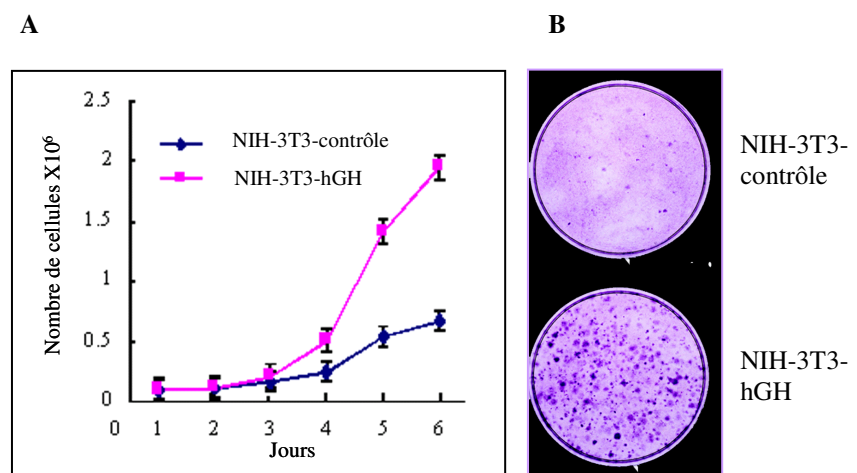 A
B
2.5
2
1.5
1
0.5
0
Nombre de cellules X10⁶
NIH-3T3-contrôle
NIH-3T3-hGH
0 1 2 3 4 5 6
Jours
NIH-3T3-
contrôle
NIH-3T3-
hGH